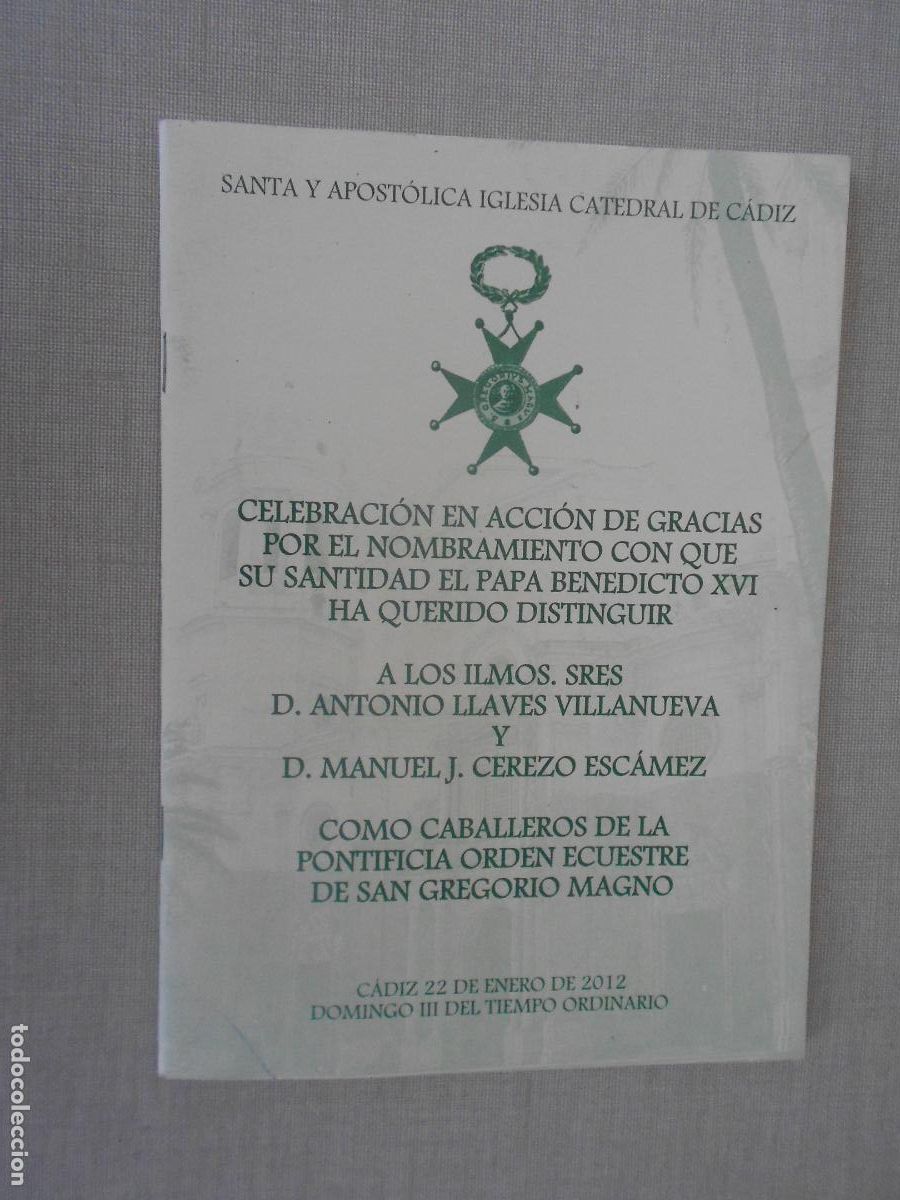 SANTA Y APOSTÓLICA IGLESIA CATEDRAL DE CÁDIZ
CELEBRACIÓN EN ACCIÓN DE GRACIAS
POR EL NOMBRAMIENTO CON QUE
SU SANTIDAD EL PAPA BENEDICTO XVI
HA QUERIDO DISTINGUIR
A LOS ILMOS. SRES
D. ANTONIO LLAVES VILLANUEVA
Y
D. MANUEL J. CEREZO ESCÁMEZ
COMO CABALLEROS DE LA
PONTIFICIA ORDEN ECUESTRE
DE SAN GREGORIO MAGNO
CÁDIZ 22 DE ENERO DE 2012
DOMINGO III DEL TIEMPO ORDINARIO
todocoleccion